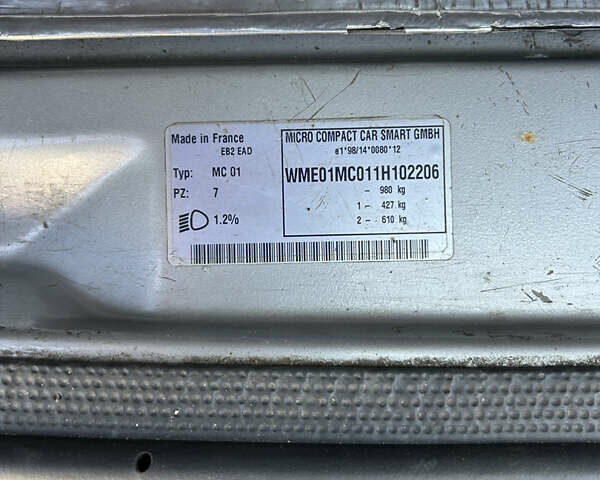 Made in France
EB2 EAD
Typ: MC 01
PZ: 7
1.2%
MICRO COMPACT CAR SMART GMBH
e1*98/14*0080*12
WME01MC011H102206
– 980 kg
1 – 427 kg
2 – 610 kg